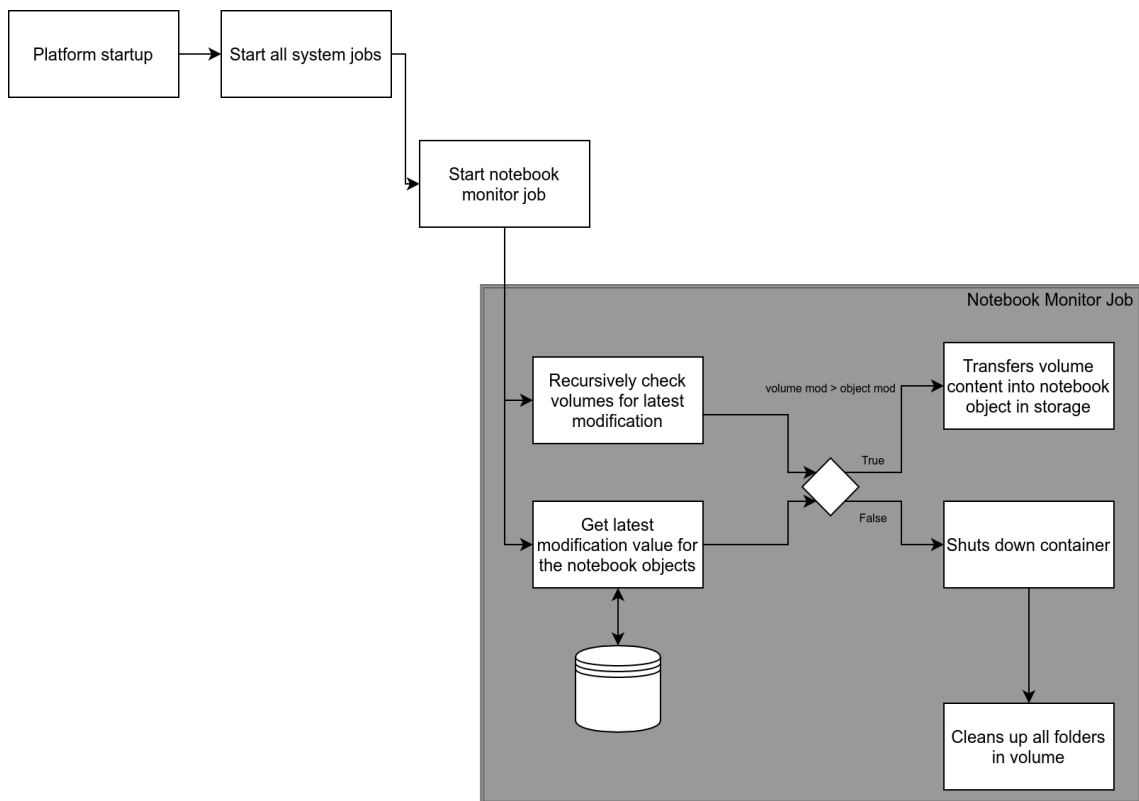 Platform startup
Start all system jobs
Start notebook
monitor job
Notebook Monitor Job
Recursively check
volumes for latest
modification
volume mod > object mod
Transfers volume
content into notebook
object in storage
True
False
Get latest
modification value for
the notebook objects
Shuts down container
Cleans up all folders
in volume